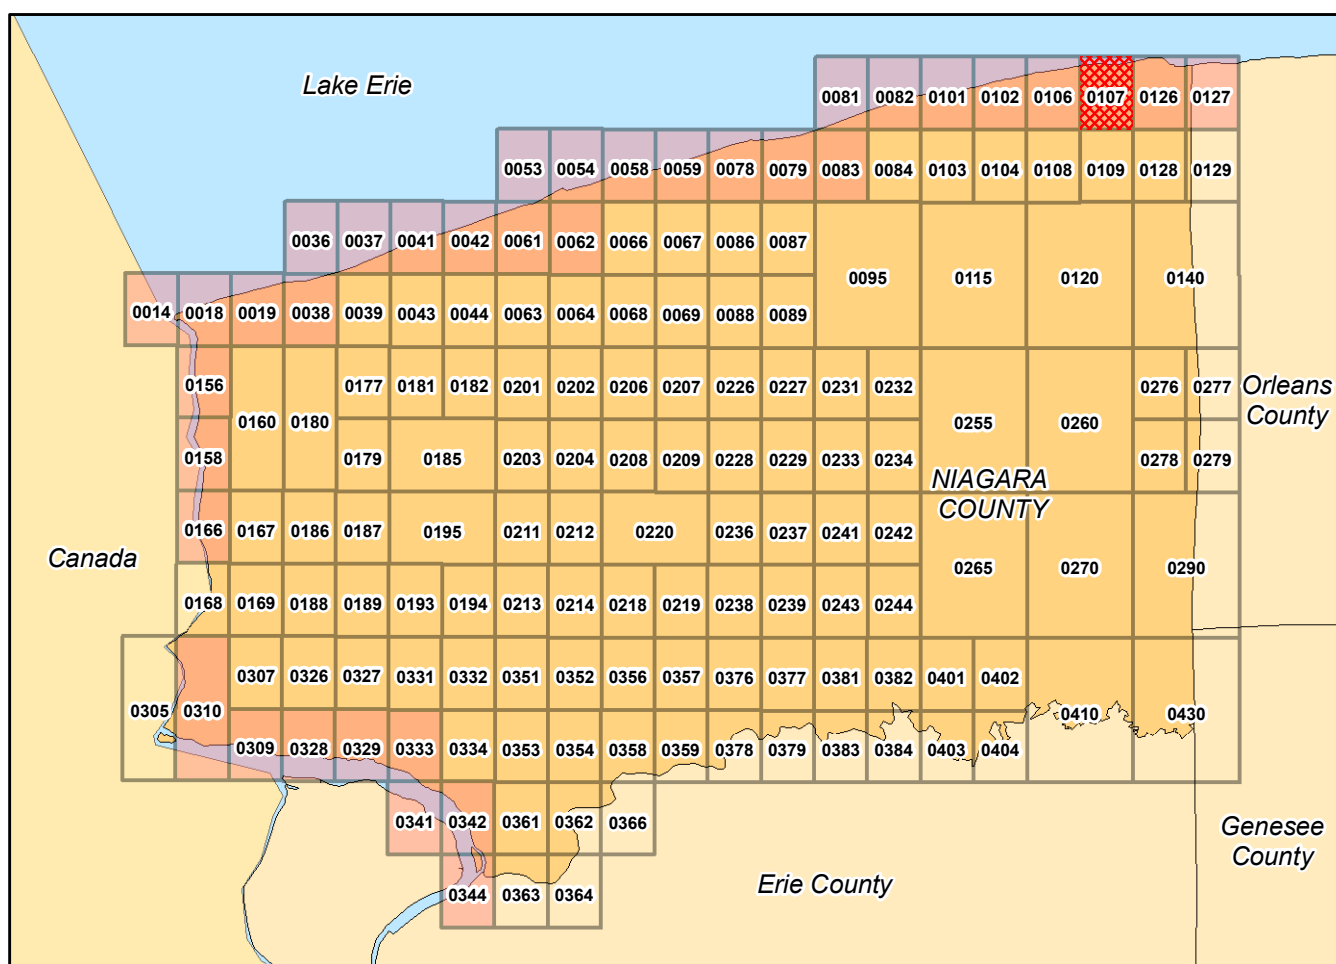 Lake Erie
0081 0082 0101 0102 0106 0107 0126 0127
0053 0054 0058 0059 0078 0079 0083 0084 0103 0104 0108 0109 0128 0129
0036 0037 0041 0042 0061 0062 0066 0067 0086 0087
0095 0115 0120 0140
0014 0018 0019 0038 0039 0043 0044 0063 0064 0068 0069 0088 0089
0156 0177 0181 0182 0201 0202 0206 0207 0226 0227 0231 0232 0276 0277
Orleans
County
0160 0180 0255 0260
0158 0179 0185 0203 0204 0208 0209 0228 0229 0233 0234 0278 0279
NIAGARA
COUNTY
0166 0167 0186 0187 0195 0211 0212 0220 0236 0237 0241 0242
Canada
0265 0270 0290
0168 0169 0188 0189 0193 0194 0213 0214 0218 0219 0238 0239 0243 0244
0307 0326 0327 0331 0332 0351 0352 0356 0357 0376 0377 0381 0382 0401 0402
0305 0310 0410 0430
0309 0328 0329 0333 0334 0353 0354 0358 0359 0378 0379 0383 0384 0403 0404
0341 0342 0361 0362 0366
Genesee
County
Erie County
0344 0363 0364